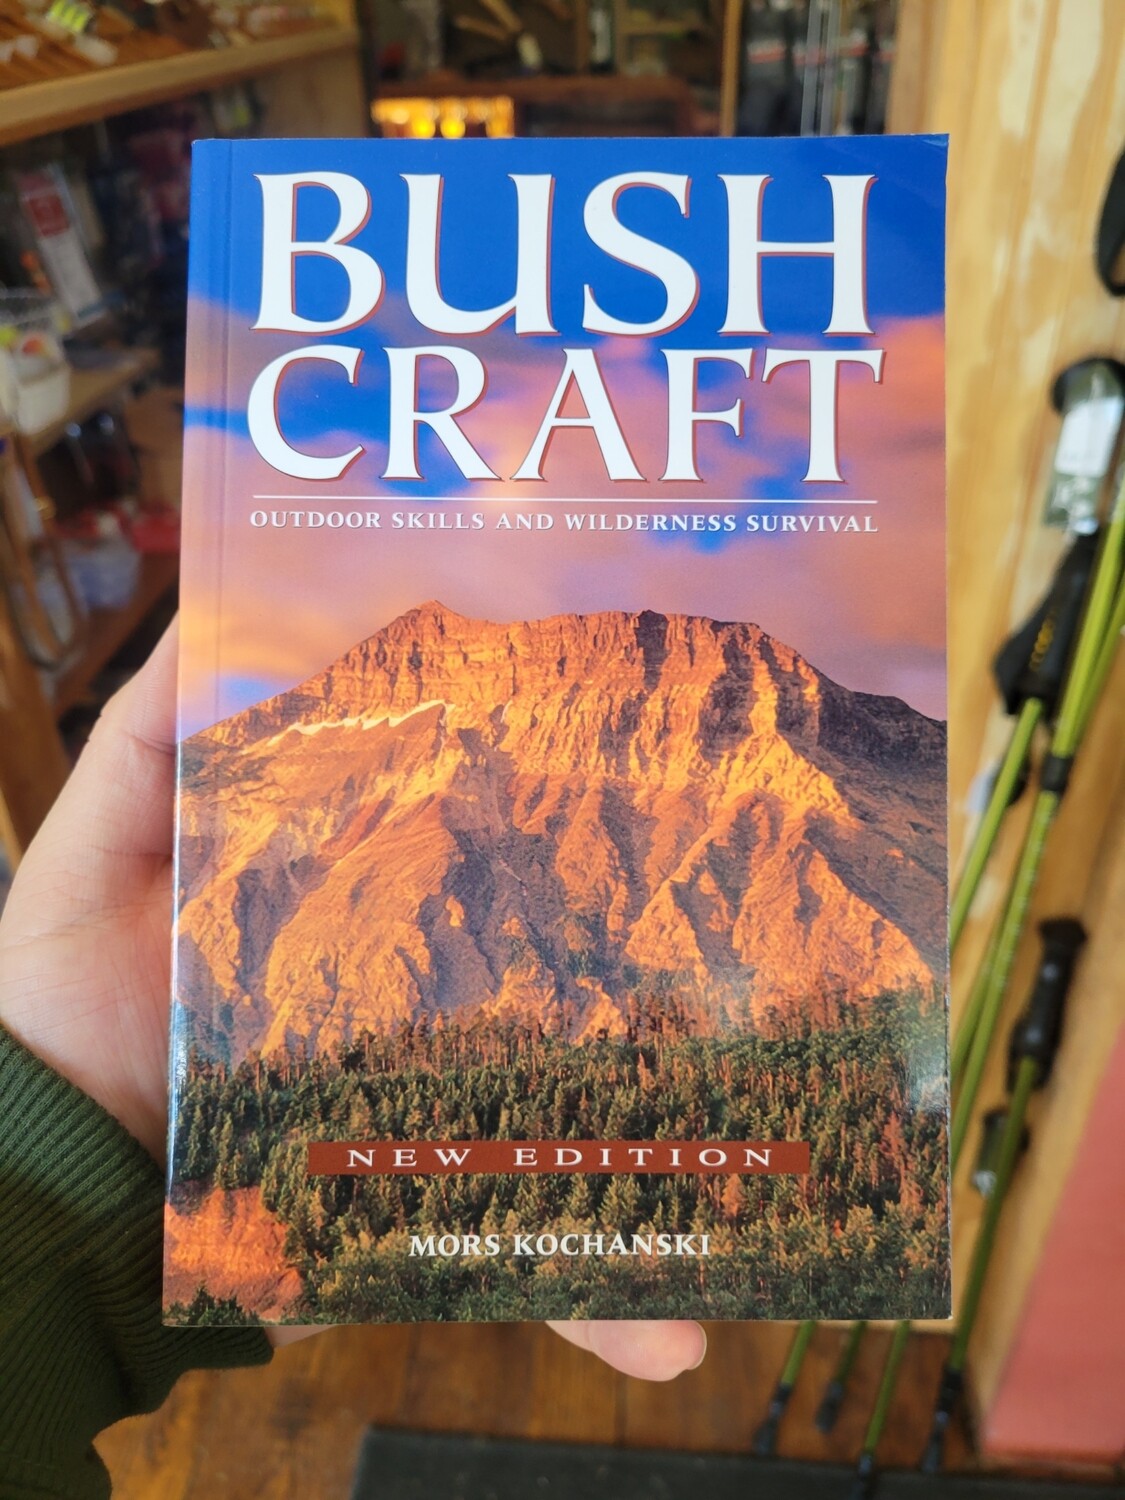 BUSH
CRAFT
OUTDOOR SKILLS AND WILDERNESS SURVIVAL
NEW EDITION
MORS KOCHANSKI